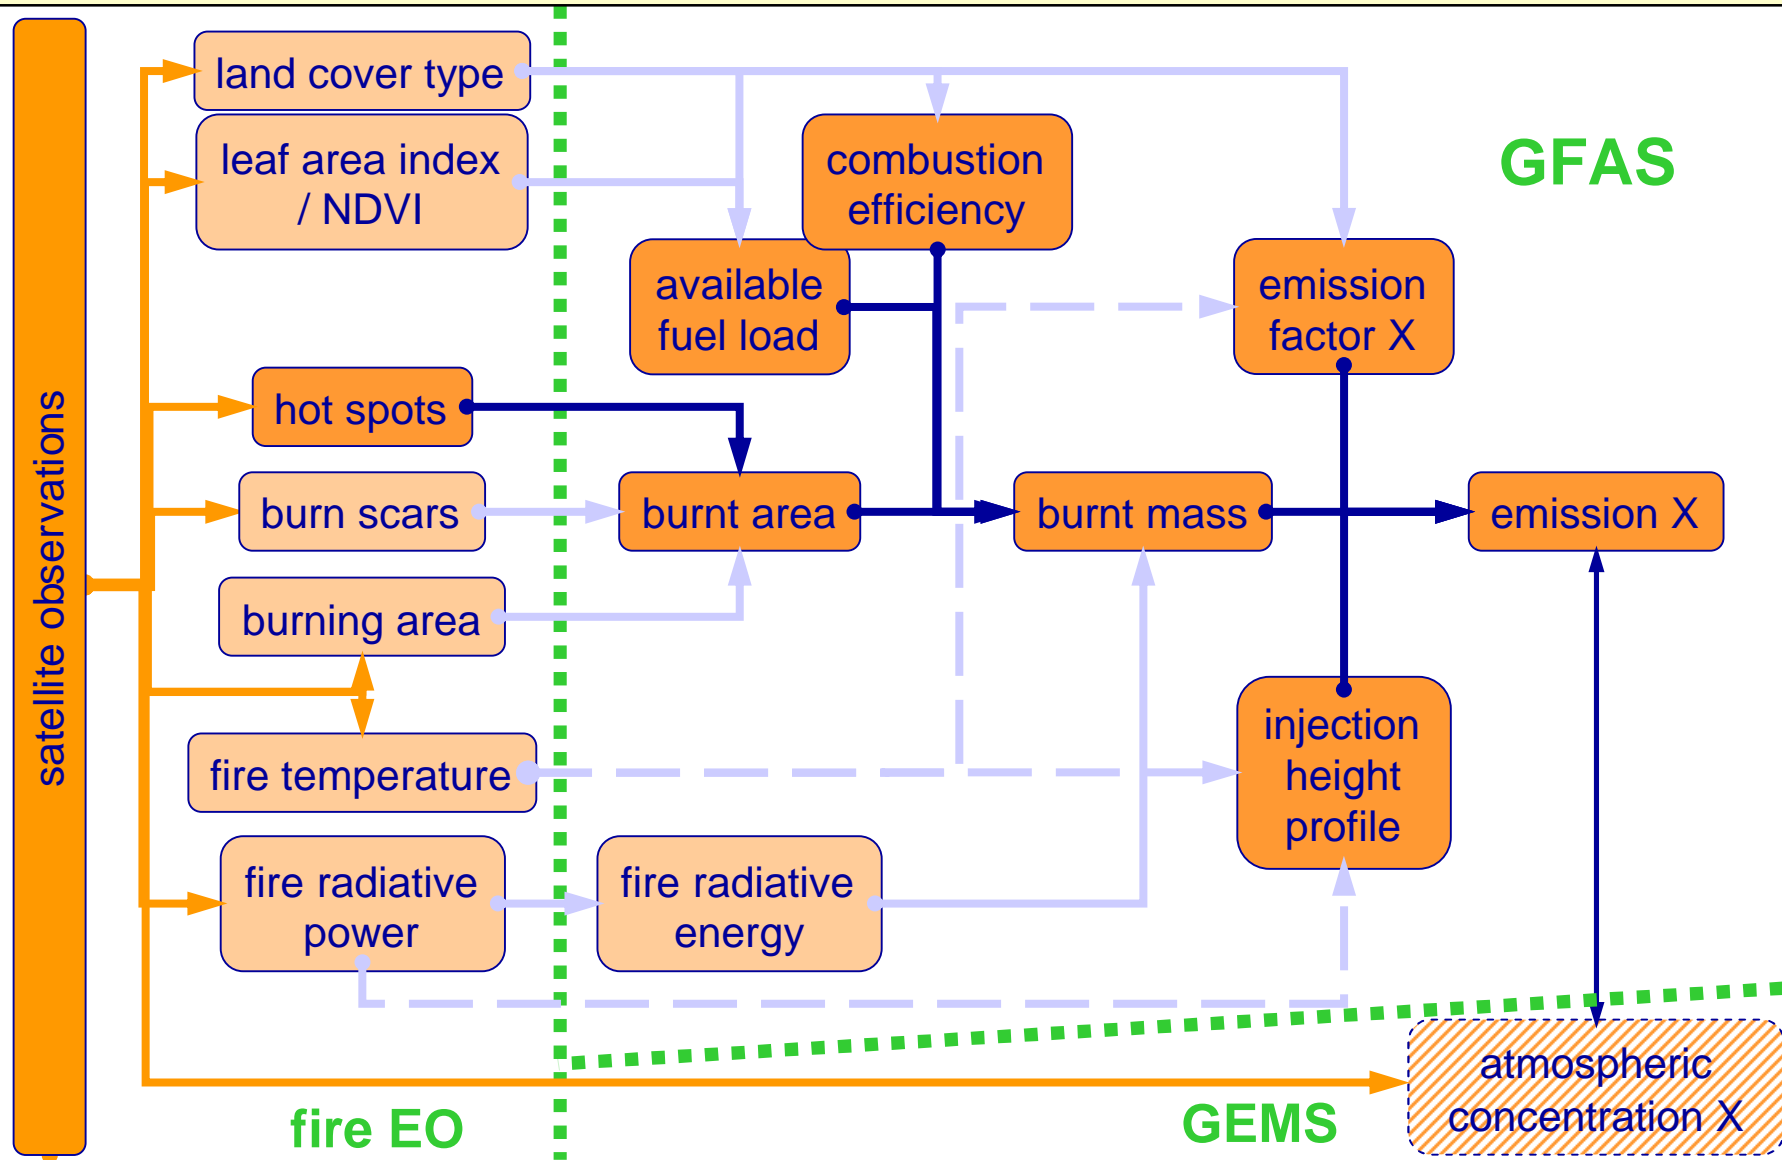 satellite observations
land cover type
leaf area index
/ NDVI
hot spots
burn scars
burning area
fire temperature
fire radiative
power
fire EO
combustion
efficiency
available
fuel load
burnt area
fire radiative
energy
burnt mass
GFAS
emission
factor X
emission X
injection
height
profile
GEMS
atmospheric
concentration X